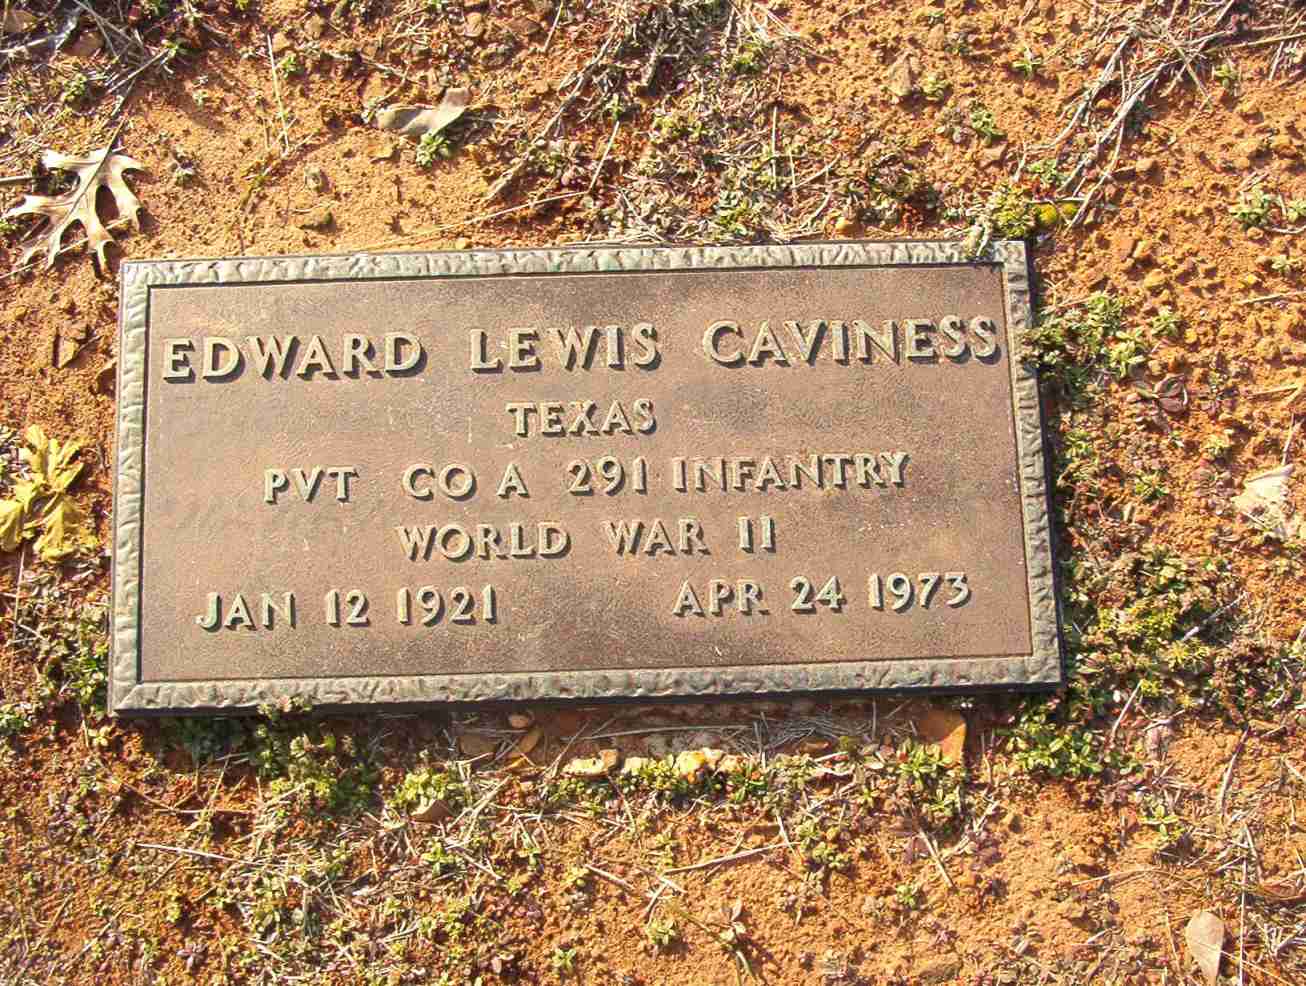 EDWARD LEWIS CAVINESS
TEXAS
PVT CO A 291 INFANTRY
WORLD WAR II
JAN 12 1921 APR 24 1973